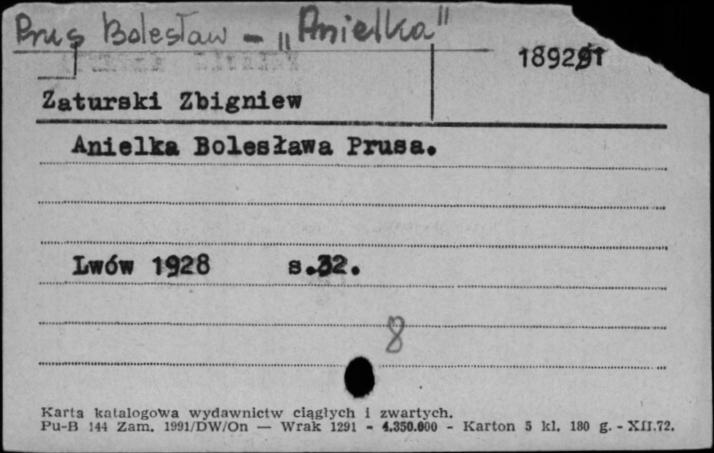 Prus Bolesław - „Anielka"
189291
Zaturski Zbigniew
Anielka Bolesława Prusa.
Lwów 1928 s.32.
8
Karta katalogowa wydawnictw ciągłych i zwartych.
Pu-B 144 Zam. 1991/DW/On — Wrak 1291 - 4.350.000 - Karton 5 kl. 180 g. - XII.72.